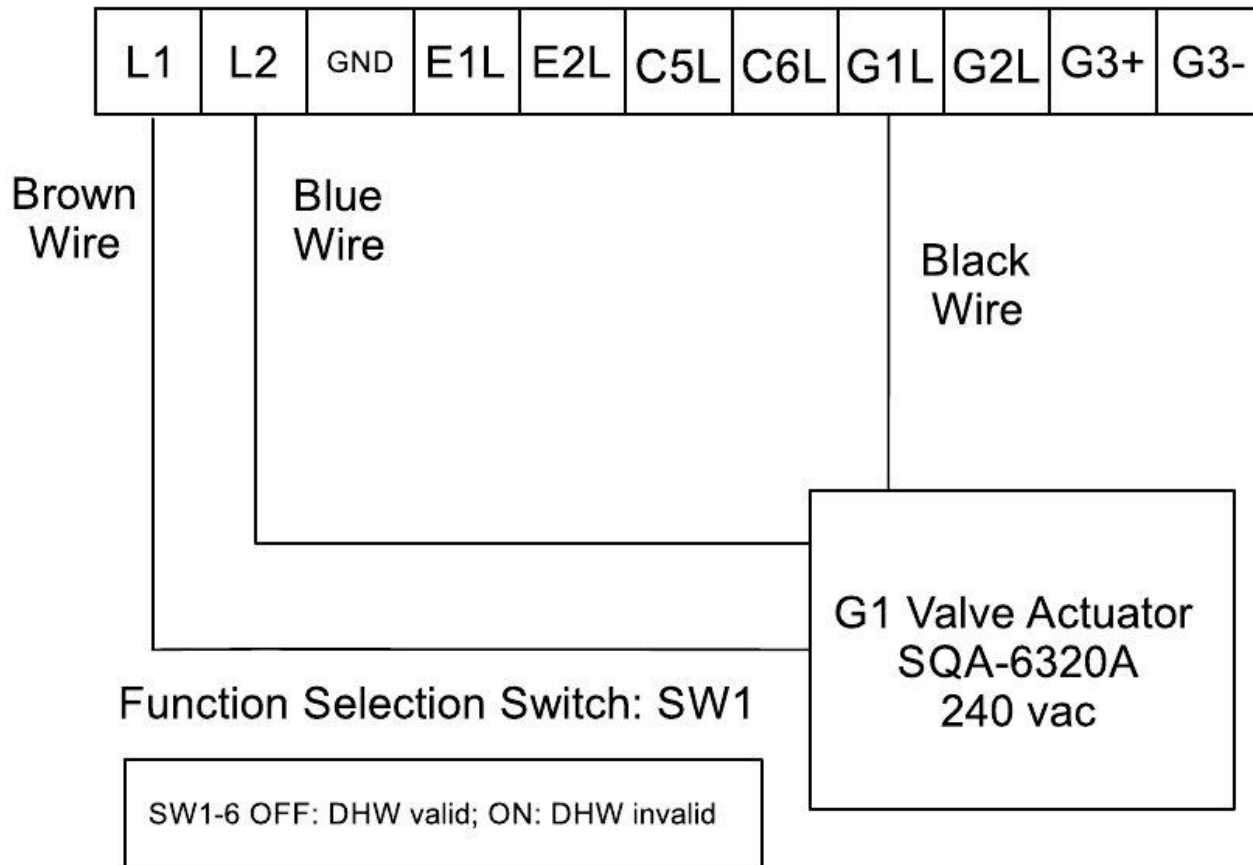 L1 L2 GND E1L E2L C5L C6L G1L G2L G3+ G3-
Brown
Wire
Blue
Wire
Black
Wire
G1 Valve Actuator
SQA-6320A
240 vac
Function Selection Switch: SW1
SW1-6 OFF: DHW valid; ON: DHW invalid